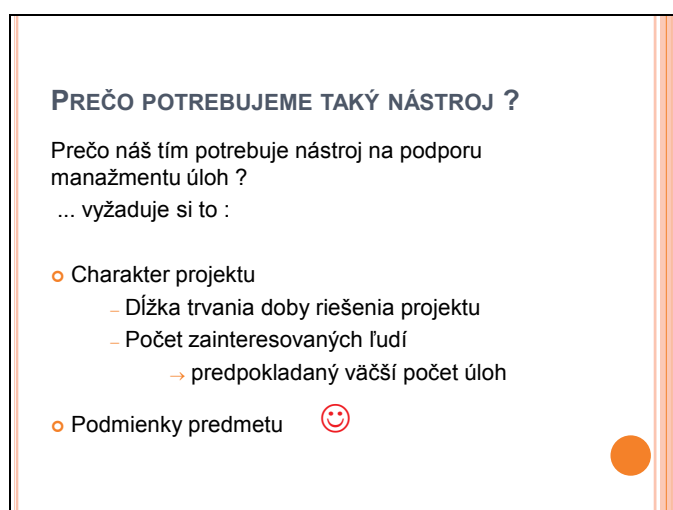 PREČO POTREBUJEME TAKÝ NÁSTROJ ?
Prečo náš tím potrebuje nástroj na podporu
manažmentu úloh ?
... vyžaduje si to :
Charakter projektu
– Dĺžka trvania doby riešenia projektu
– Počet zainteresovaných ľudí
→ predpokladaný väčší počet úloh
Podmienky predmetu ☺